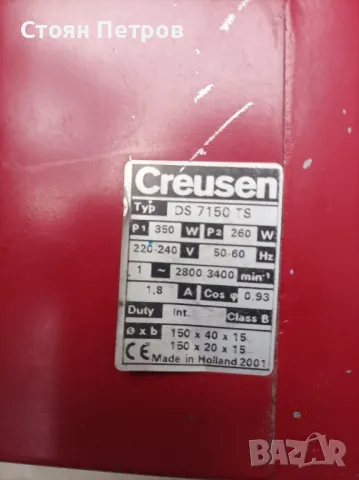 Стоян Петров
Creusen
Typ DS 7150 TS
P1 350 W P2 260 W
220-240 V 50-60 Hz
1 ~ 2800/3400 min⁻¹
1,8 A Cos φ 0.93
Duty Int. Class B
ø x b 150 x 40 x 15
150 x 20 x 15
CE Made in Holland 2001
BAZAR
bg